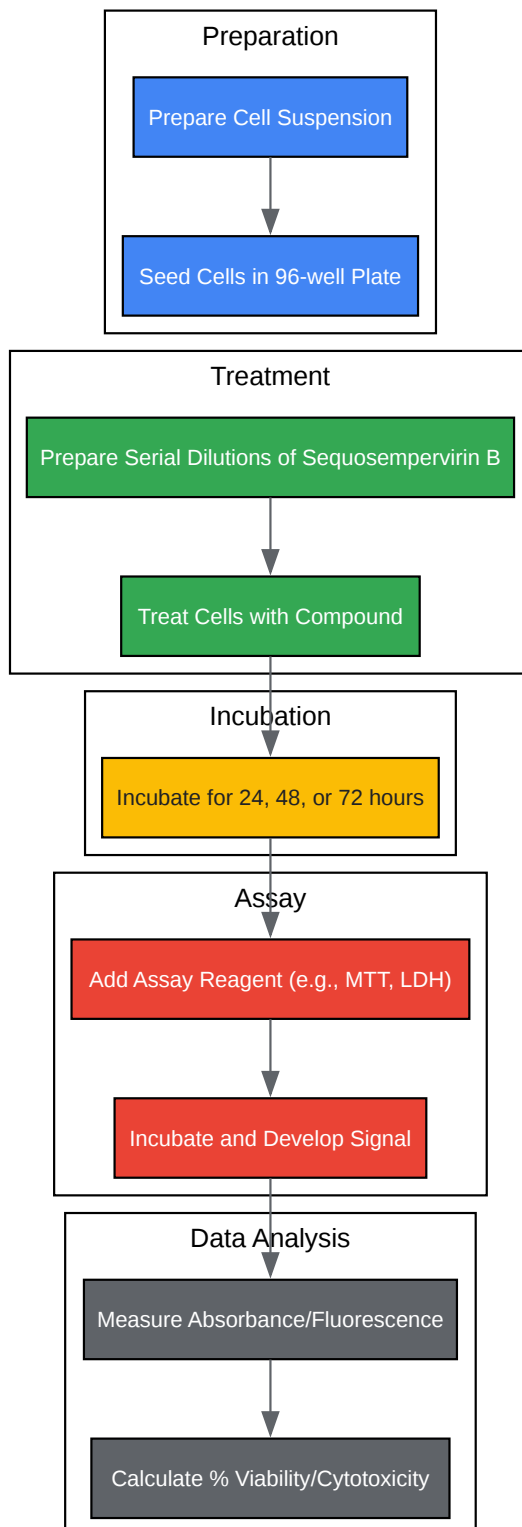 Preparation
Prepare Cell Suspension
Seed Cells in 96-well Plate
Treatment
Prepare Serial Dilutions of Sequosempervirin B
Treat Cells with Compound
Incubation
Incubate for 24, 48, or 72 hours
Assay
Add Assay Reagent (e.g., MTT, LDH)
Incubate and Develop Signal
Data Analysis
Measure Absorbance/Fluorescence
Calculate % Viability/Cytotoxicity